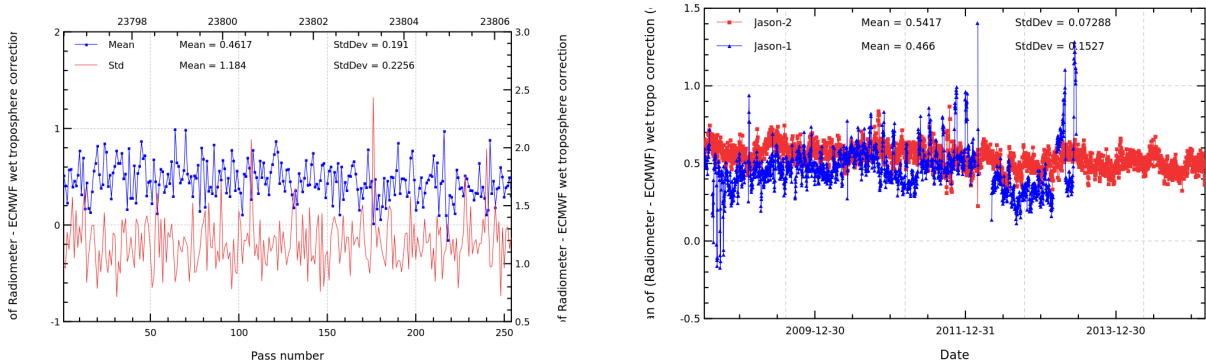 23798 23800 23802 23804 23806
2 3.0
Mean Mean = 0.4617 StdDev = 0.191
Std Mean = 1.184 StdDev = 0.2256
2.5
1 2.0
1.5
0 1.0
-1 0.5
50 100 150 200 250
Pass number
of Radiometer - ECMWF wet troposphere correction
of Radiometer - ECMWF wet troposphere correction
1.5
Jason-2 Mean = 0.5417 StdDev = 0.07288
Jason-1 Mean = 0.466 StdDev = 0.1527
1.0
0.5
0.0
-0.5
2009-12-30 2011-12-31 2013-12-30
Date
of (Radiometer - ECMWF) wet tropo correction (